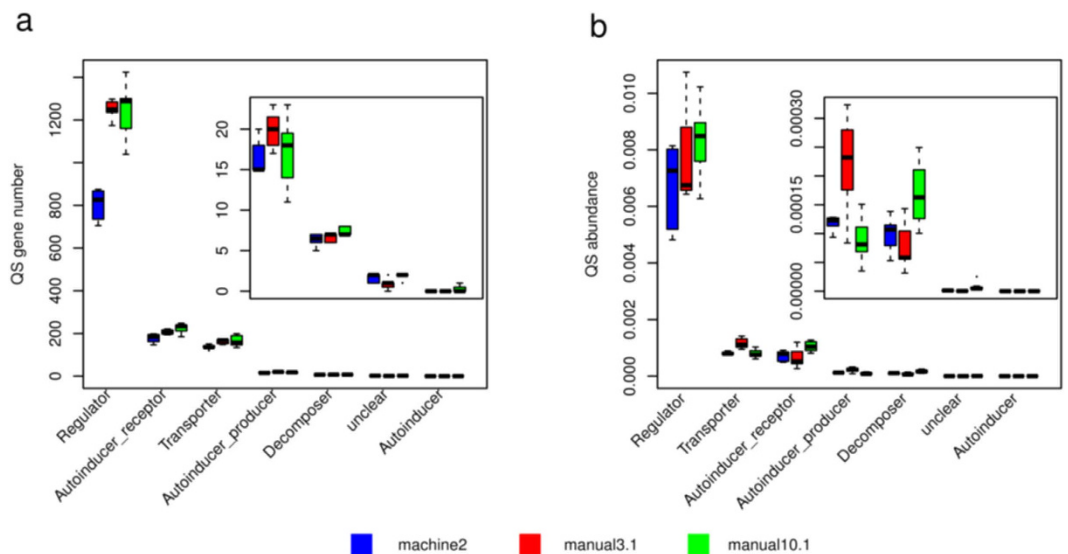 a
QS gene number
0 200 400 600 800 1200
0 5 10 15 20
Regulator
Autoinducer_receptor
Transporter
Autoinducer_producer
Decomposer
unclear
Autoinducer
b
QS abundance
0.000 0.002 0.004 0.006 0.008 0.010
0.00000 0.00015 0.00030
Regulator
Transporter
Autoinducer_receptor
Autoinducer_producer
Decomposer
unclear
Autoinducer
machine2 manual3.1 manual10.1